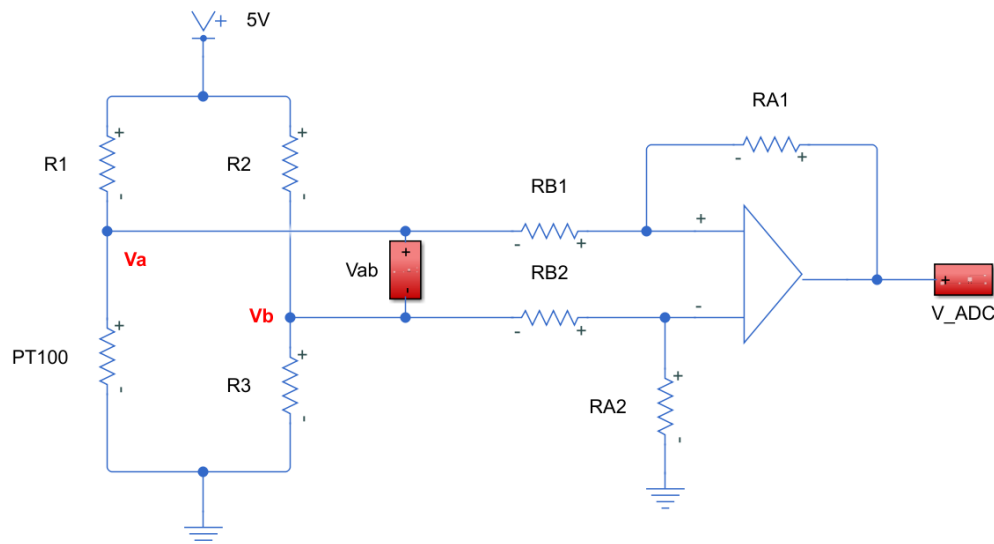 5V
RA1
R1
R2
RB1
Va
Vab
RB2
Vb
V_ADC
PT100
R3
RA2